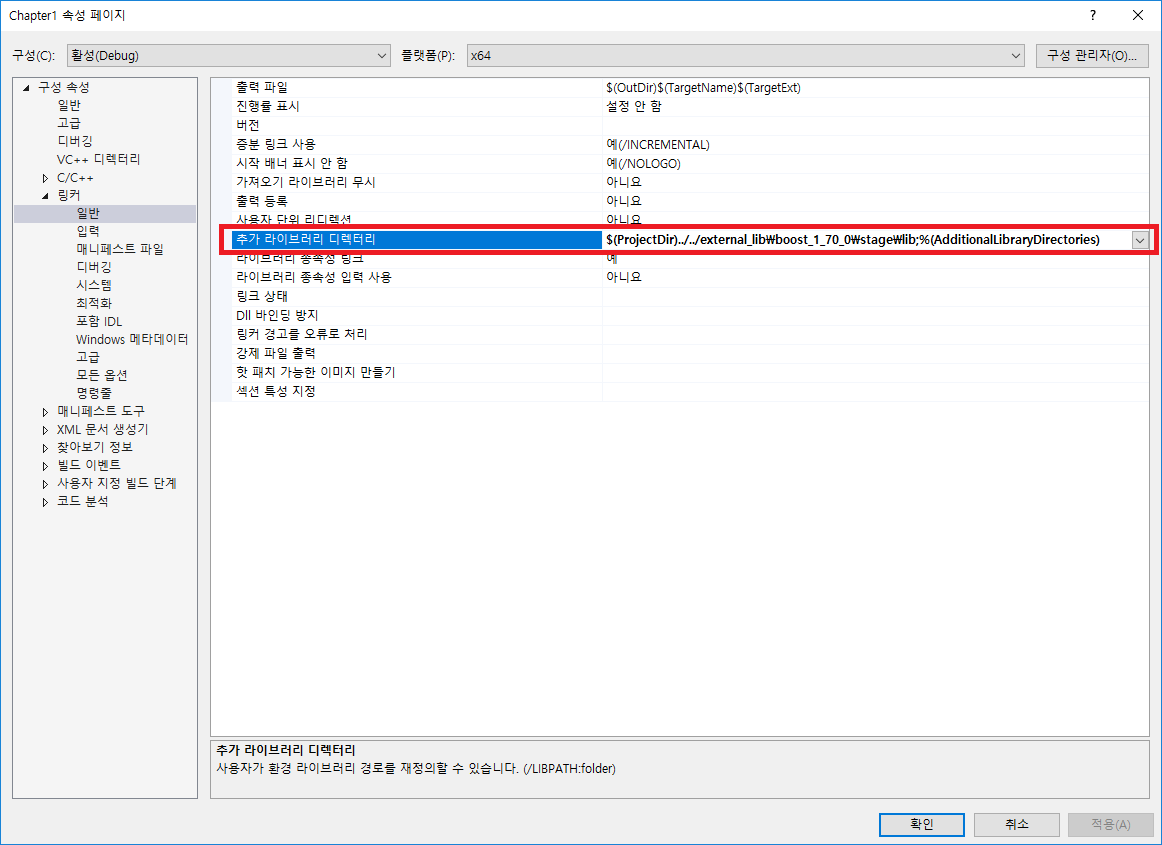 Chapter1 속성 페이지
?
구성(C): 활성(Debug) 플랫폼(P): x64 구성 관리자(O)...
구성 속성
일반
고급
디버깅
VC++ 디렉터리
C/C++
링커
일반
입력
매니페스트 파일
디버깅
시스템
최적화
포함 IDL
Windows 메타데이터
고급
모든 옵션
명령줄
매니페스트 도구
XML 문서 생성기
찾아보기 정보
빌드 이벤트
사용자 지정 빌드 단계
코드 분석
출력 파일 $(OutDir)$(TargetName)$(TargetExt)
진행률 표시 설정 안 함
버전
증분 링크 사용 예(/INCREMENTAL)
시작 배너 표시 안 함 예(/NOLOGO)
가져오기 라이브러리 무시 아니요
출력 등록 아니요
사용자 단위 리디렉션 아니요
추가 라이브러리 디렉터리 $(ProjectDir)../../external_lib₩boost_1_70_0₩stage₩lib;%(AdditionalLibraryDirectories)
라이브러리 종속성 링크 예
라이브러리 종속성 입력 사용 아니요
링크 상태
Dll 바인딩 방지
링커 경고를 오류로 처리
강제 파일 출력
핫 패치 가능한 이미지 만들기
섹션 특성 지정
추가 라이브러리 디렉터리
사용자가 환경 라이브러리 경로를 재정의할 수 있습니다. (/LIBPATH:folder)
확인 취소 적용(A)